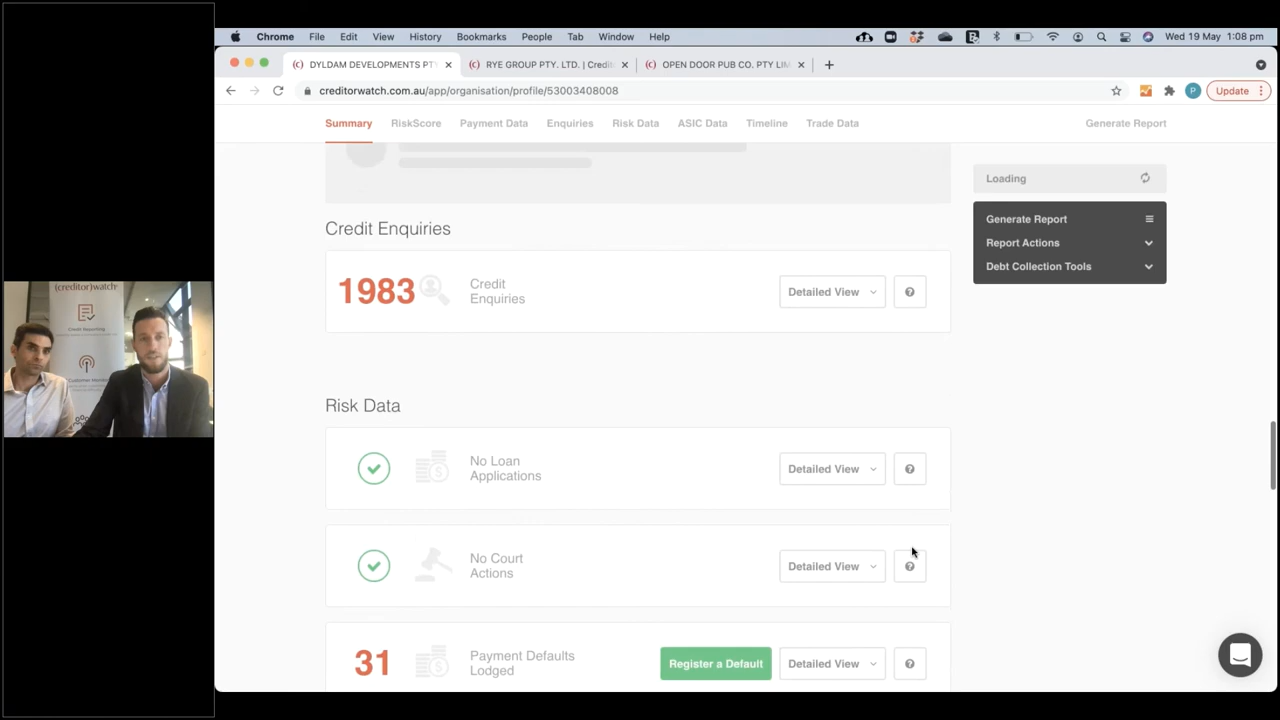 Chrome File Edit View History Bookmarks People Tab Window Help Wed 19 May 1:08 pm
DYLDAM DEVELOPMENTS PT RYE GROUP PTY. LTD. | Credit OPEN DOOR PUB CO. PTY LIM
creditorwatch.com.au/app/organisation/profile/53003408008 P Update
Summary RiskScore Payment Data Enquiries Risk Data ASIC Data Timeline Trade Data Generate Report
Loading
Generate Report
Report Actions
Debt Collection Tools
Credit Enquiries
1983 Credit
Enquiries
Detailed View
Risk Data
No Loan
Applications
Detailed View
No Court
Actions
Detailed View
31 Payment Defaults
Lodged
Register a Default Detailed View
(creditorwatch)
Credit Reporting